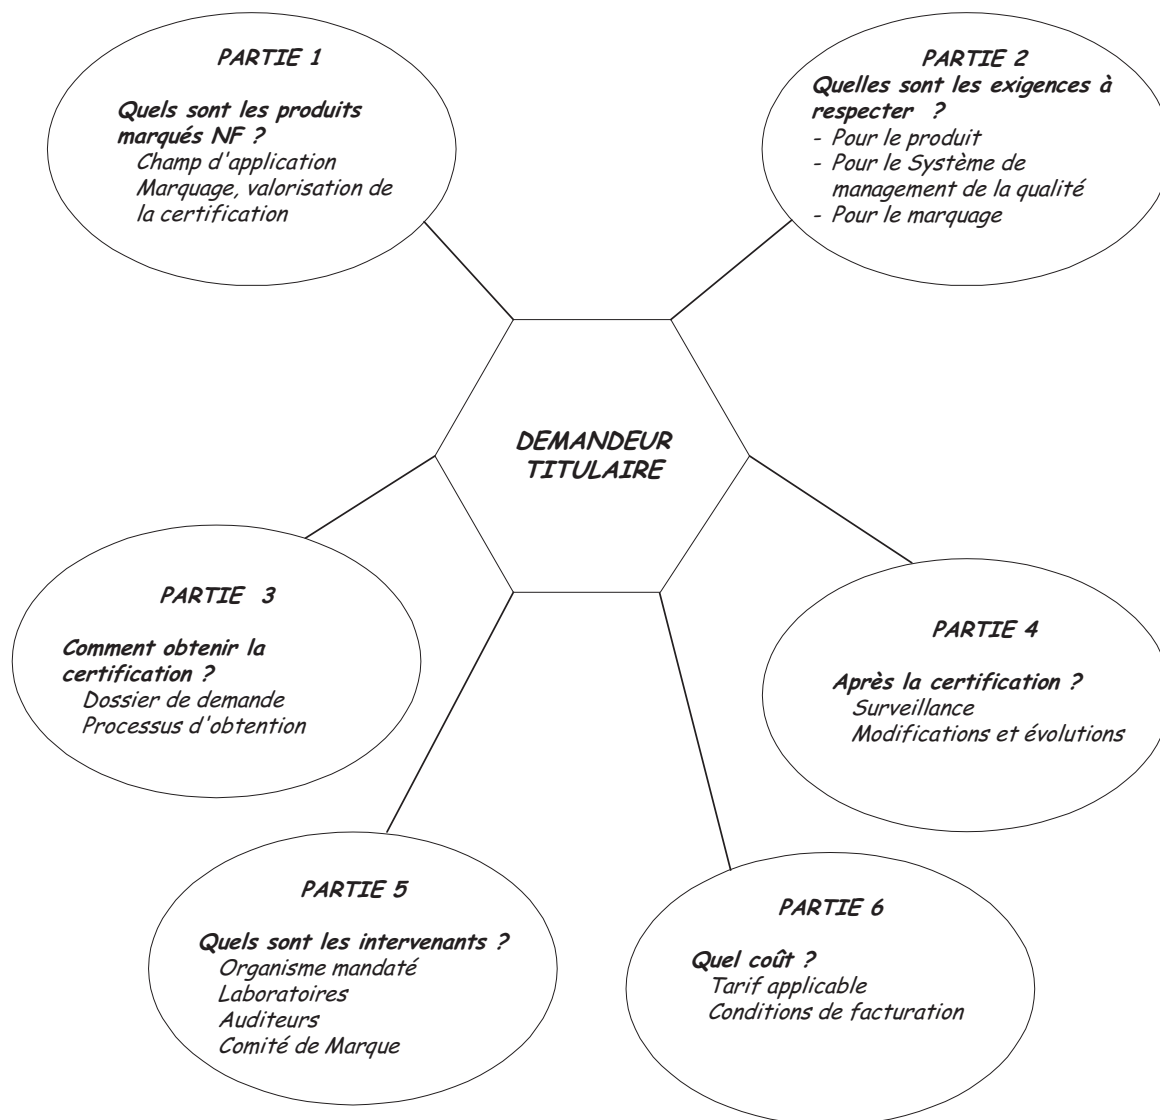 PARTIE 1
Quels sont les produits
marqués NF ?
Champ d'application
Marquage, valorisation de
la certification
PARTIE 2
Quelles sont les exigences à
respecter ?
- Pour le produit
- Pour le Système de
management de la qualité
- Pour le marquage
DEMANDEUR
TITULAIRE
PARTIE 3
Comment obtenir la
certification ?
Dossier de demande
Processus d'obtention
PARTIE 4
Après la certification ?
Surveillance
Modifications et évolutions
PARTIE 5
Quels sont les intervenants ?
Organisme mandaté
Laboratoires
Auditeurs
Comité de Marque
PARTIE 6
Quel coût ?
Tarif applicable
Conditions de facturation